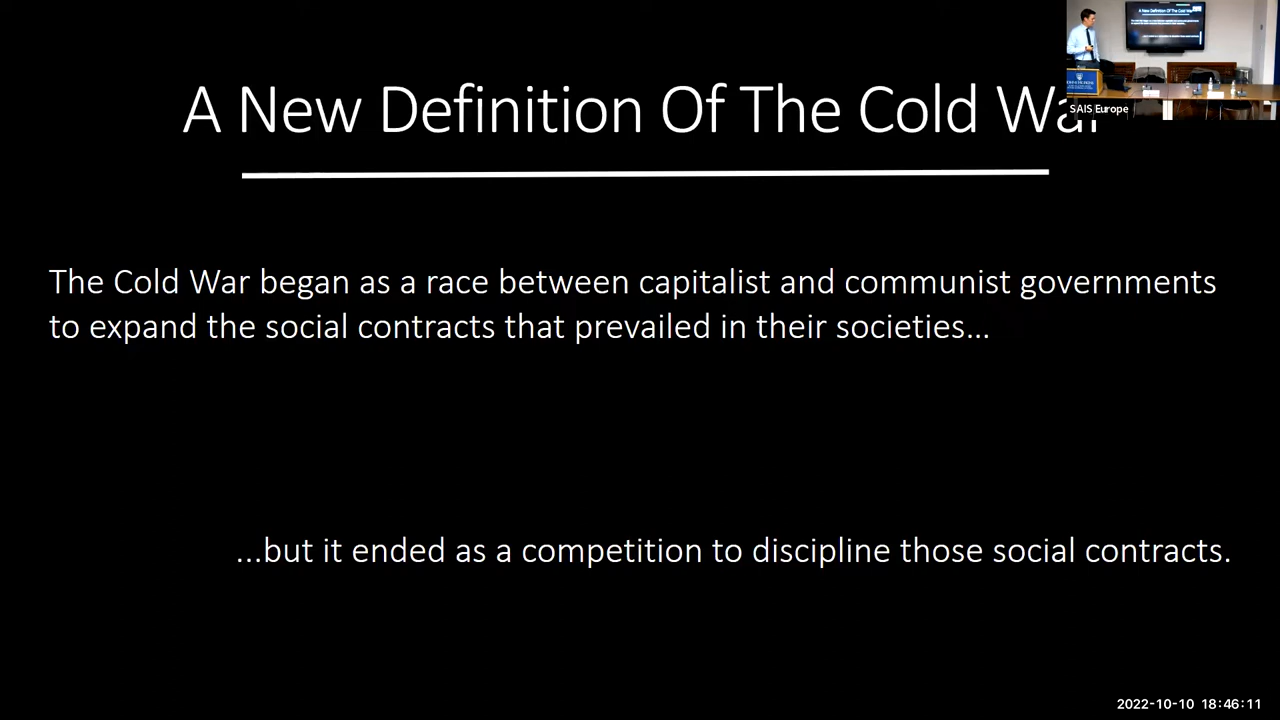 A New Definition Of The Cold War
SAIS Europe
The Cold War began as a race between capitalist and communist governments
to expand the social contracts that prevailed in their societies...
...but it ended as a competition to discipline those social contracts.
2022-10-10 18:46:11